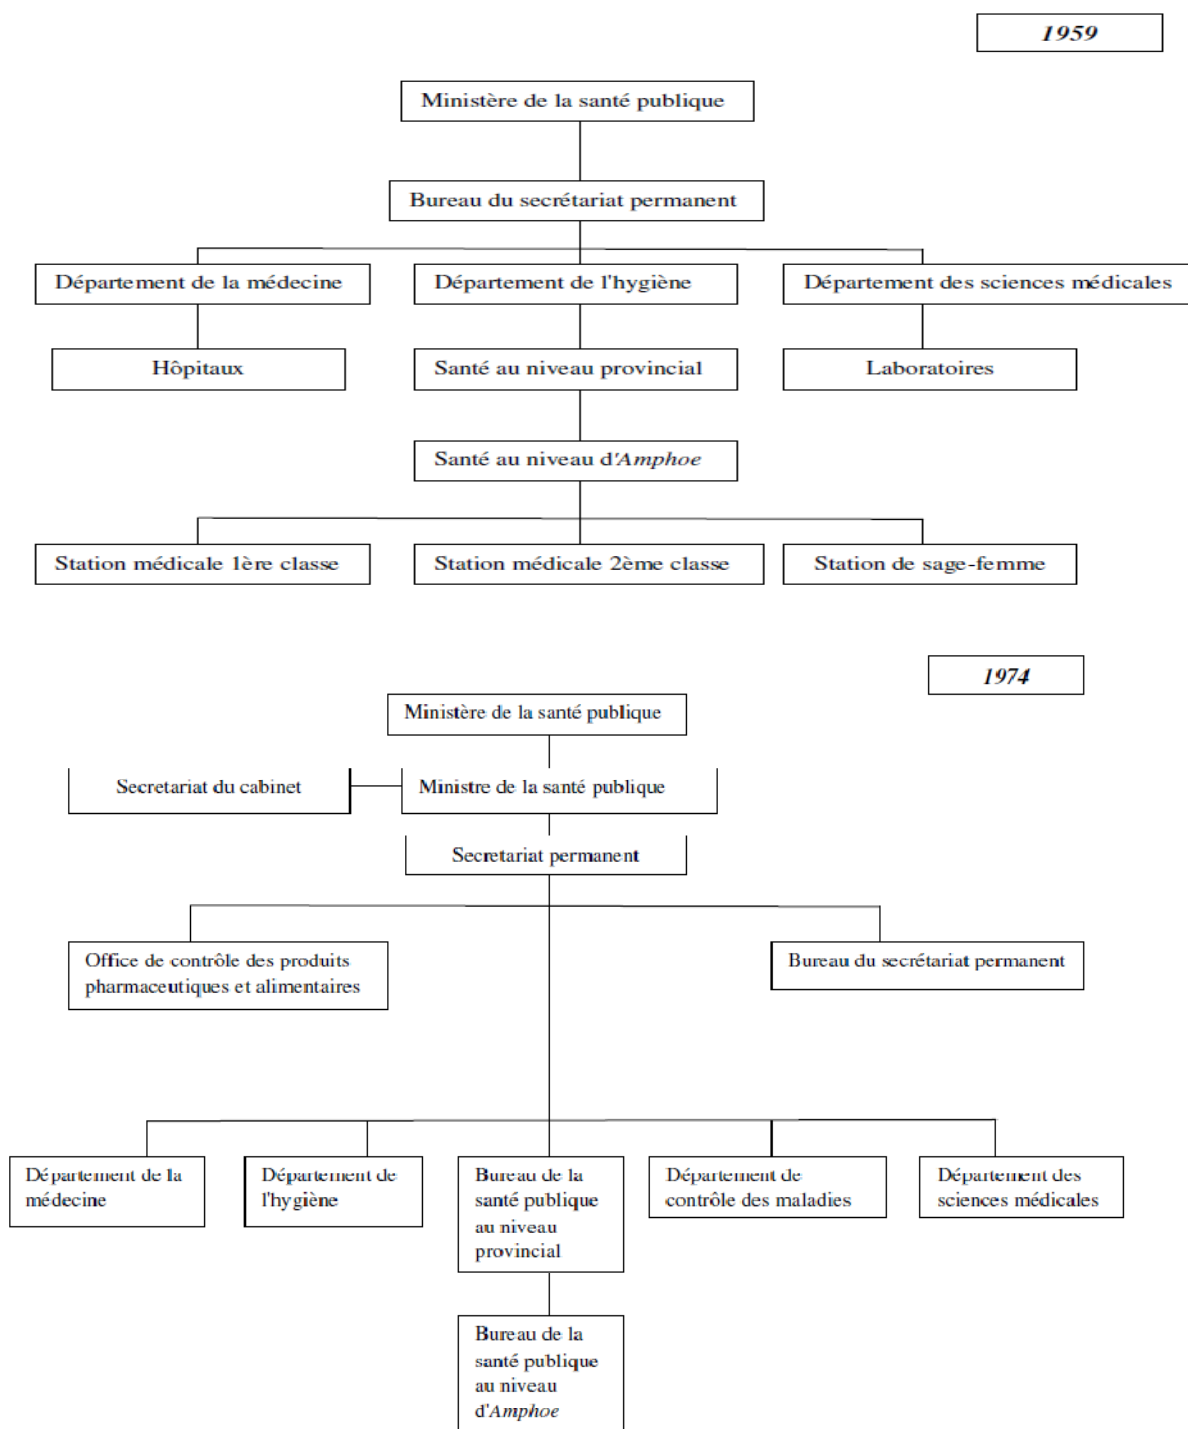 1959
Ministère de la santé publique
Bureau du secrétariat permanent
Département de la médecine
Département de l'hygiène
Département des sciences médicales
Hôpitaux
Santé au niveau provincial
Laboratoires
Santé au niveau d'Amphoe
Station médicale 1ère classe
Station médicale 2ème classe
Station de sage-femme
1974
Ministère de la santé publique
Secretariat du cabinet
Ministre de la santé publique
Secretariat permanent
Office de contrôle des produits
pharmaceutiques et alimentaires
Bureau du secrétariat permanent
Département de la
médecine
Département de
l'hygiène
Bureau de la
santé publique
au niveau
provincial
Département de
contrôle des maladies
Département des
sciences médicales
Bureau de la
santé publique
au niveau
d'Amphoe